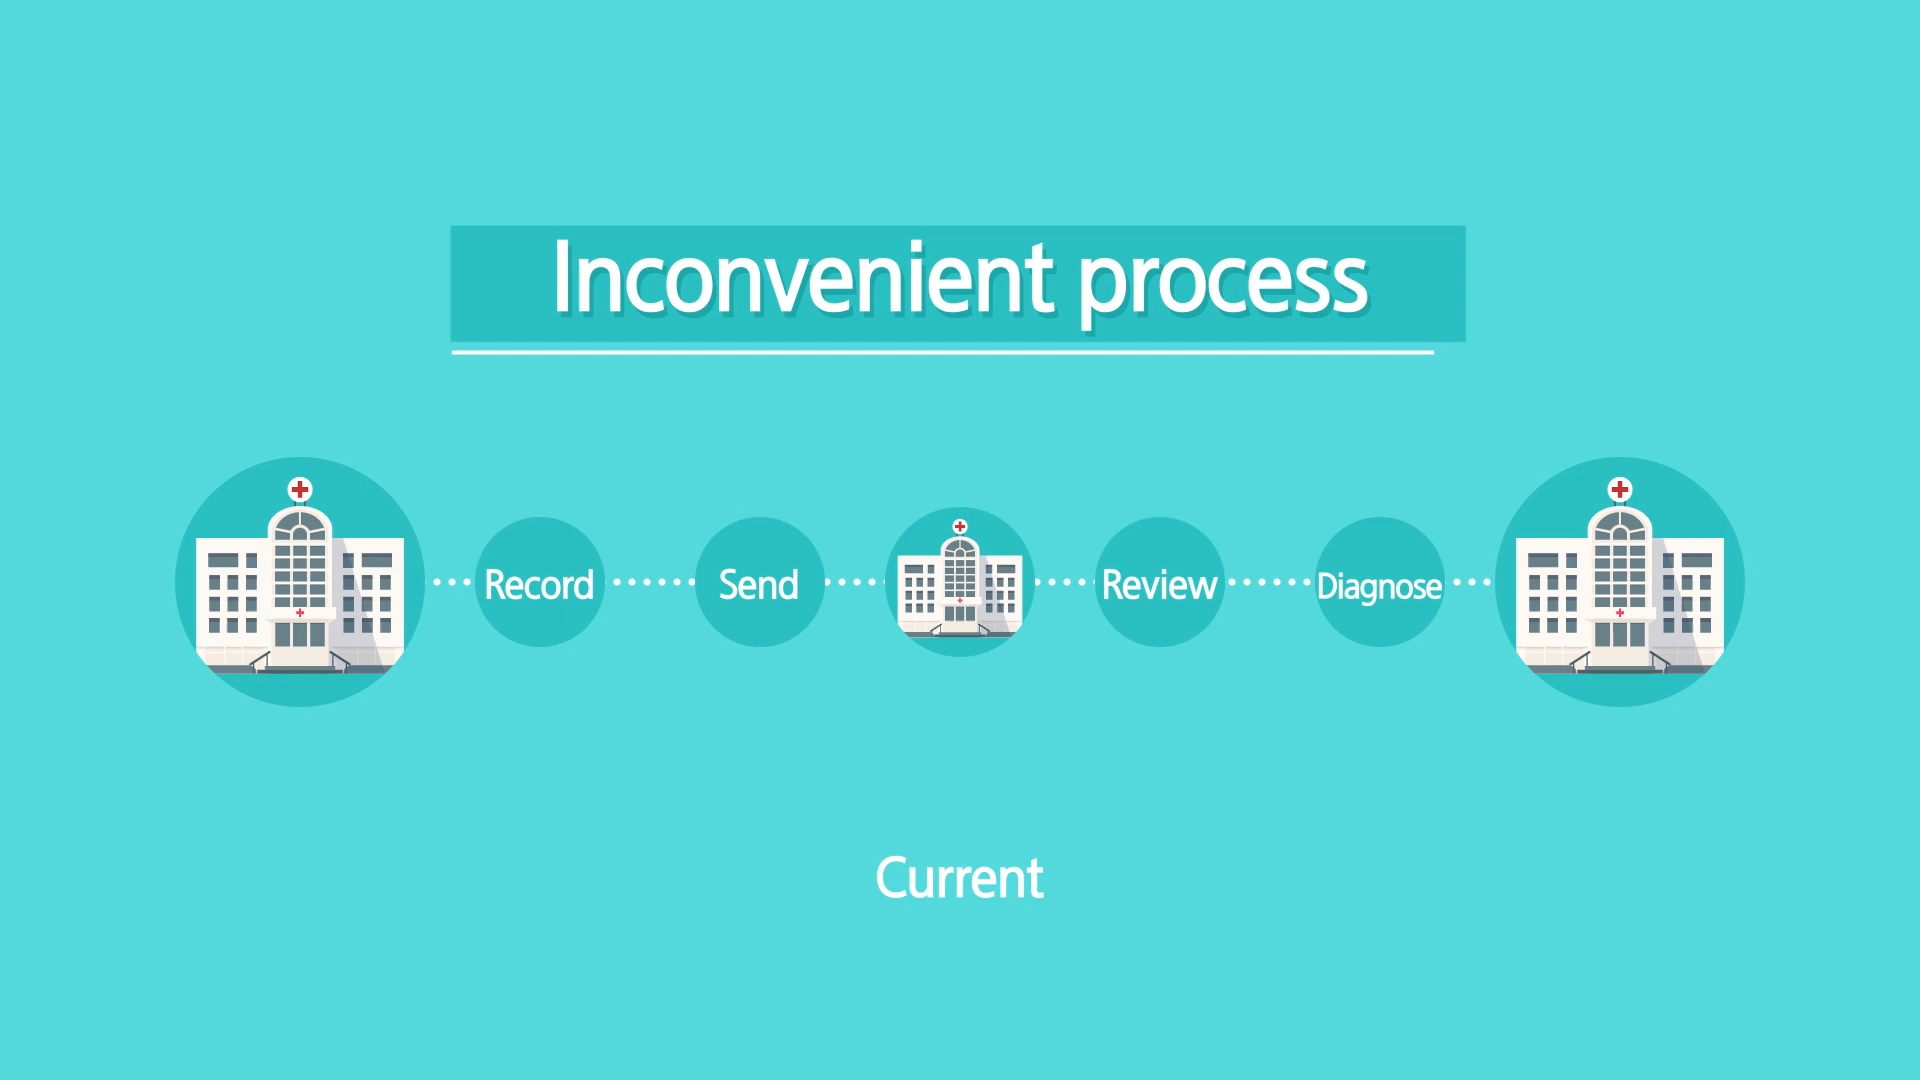 Inconvenient process
Record
Send
Review
Diagnose
Current